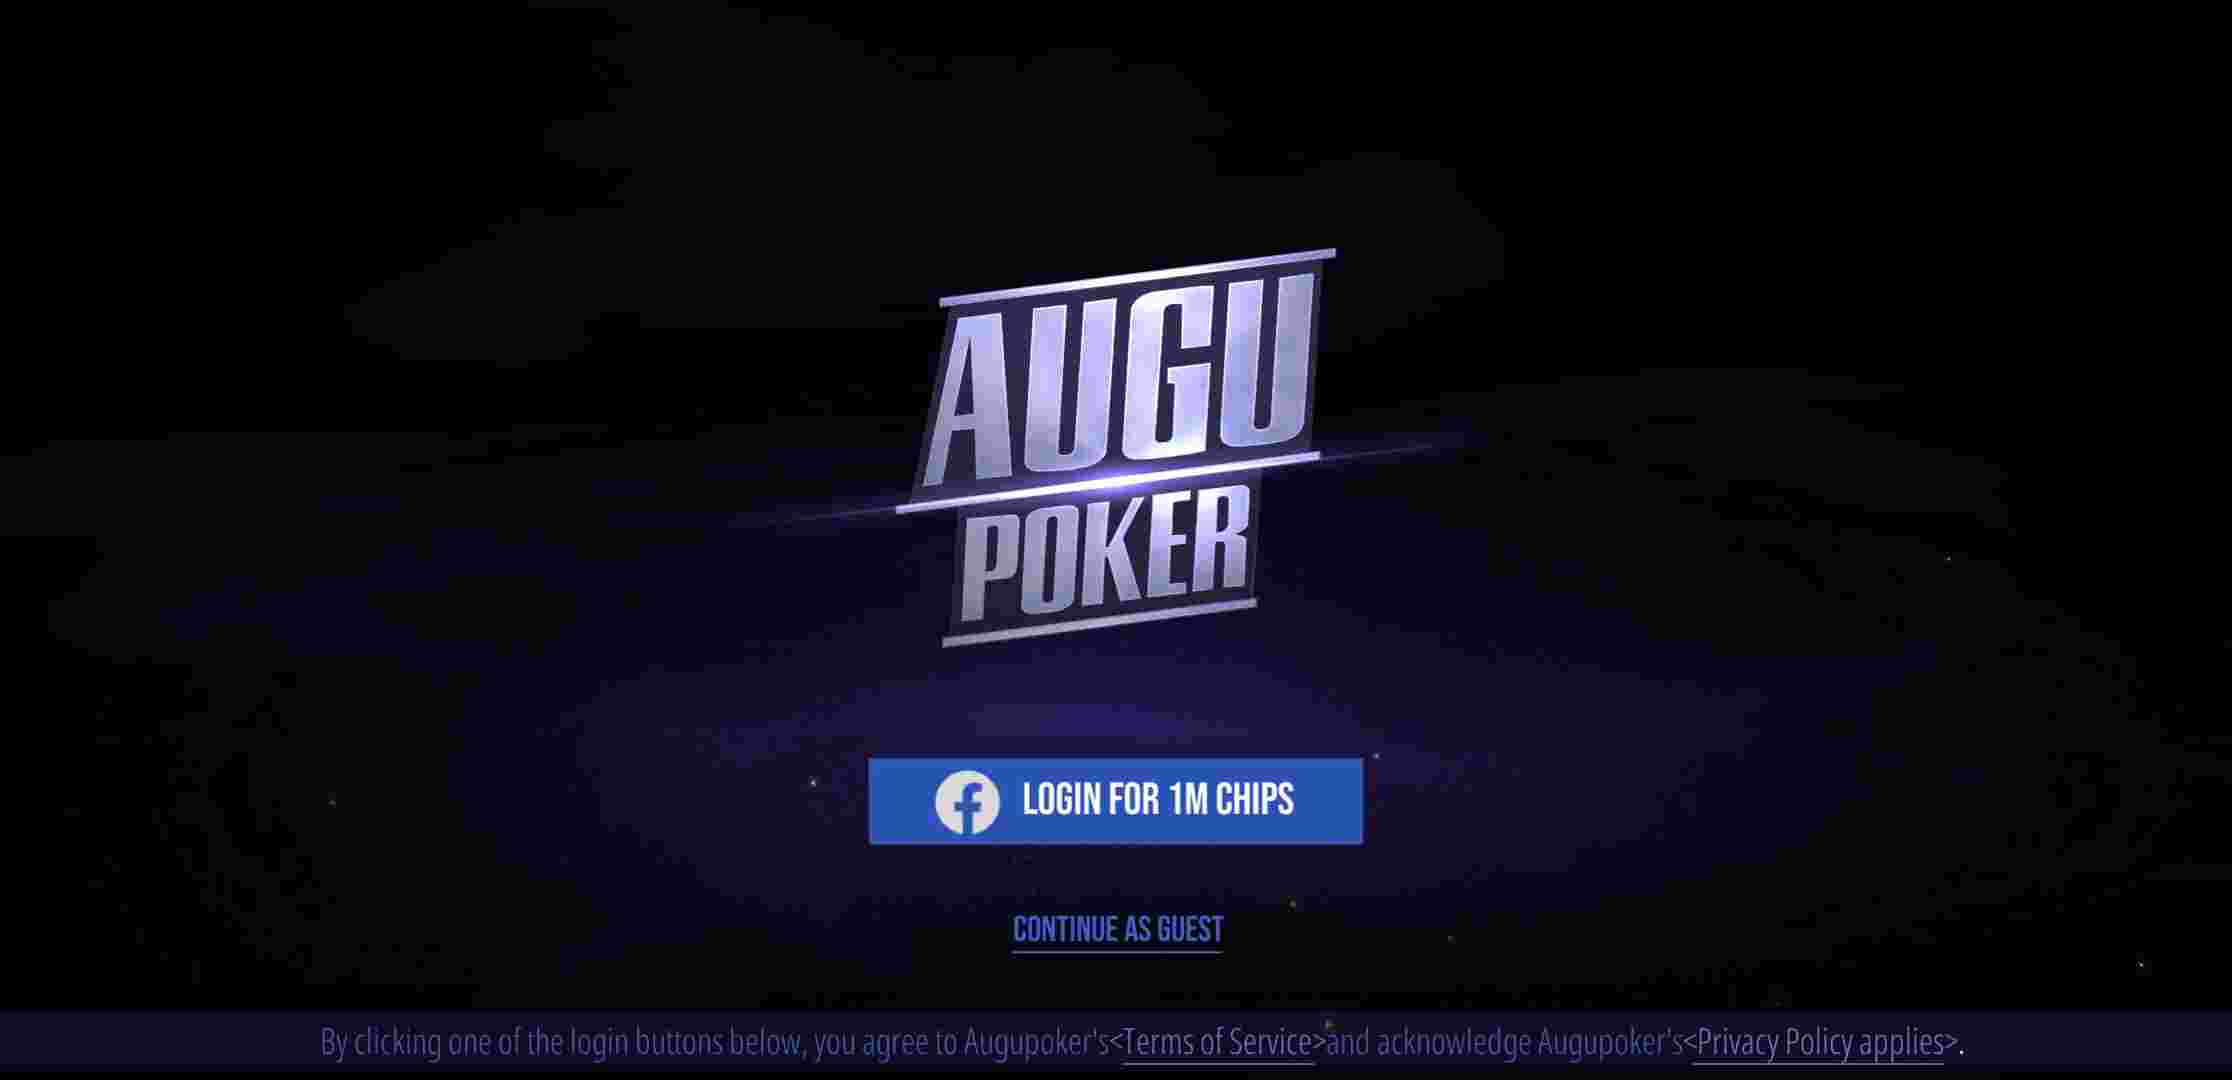 AUGU
POKER
LOGIN FOR 1M CHIPS
CONTINUE AS GUEST
By clicking one of the login buttons below, you agree to Augupoker's<Terms of Service>and acknowledge Augupoker's<Privacy Policy applies>.